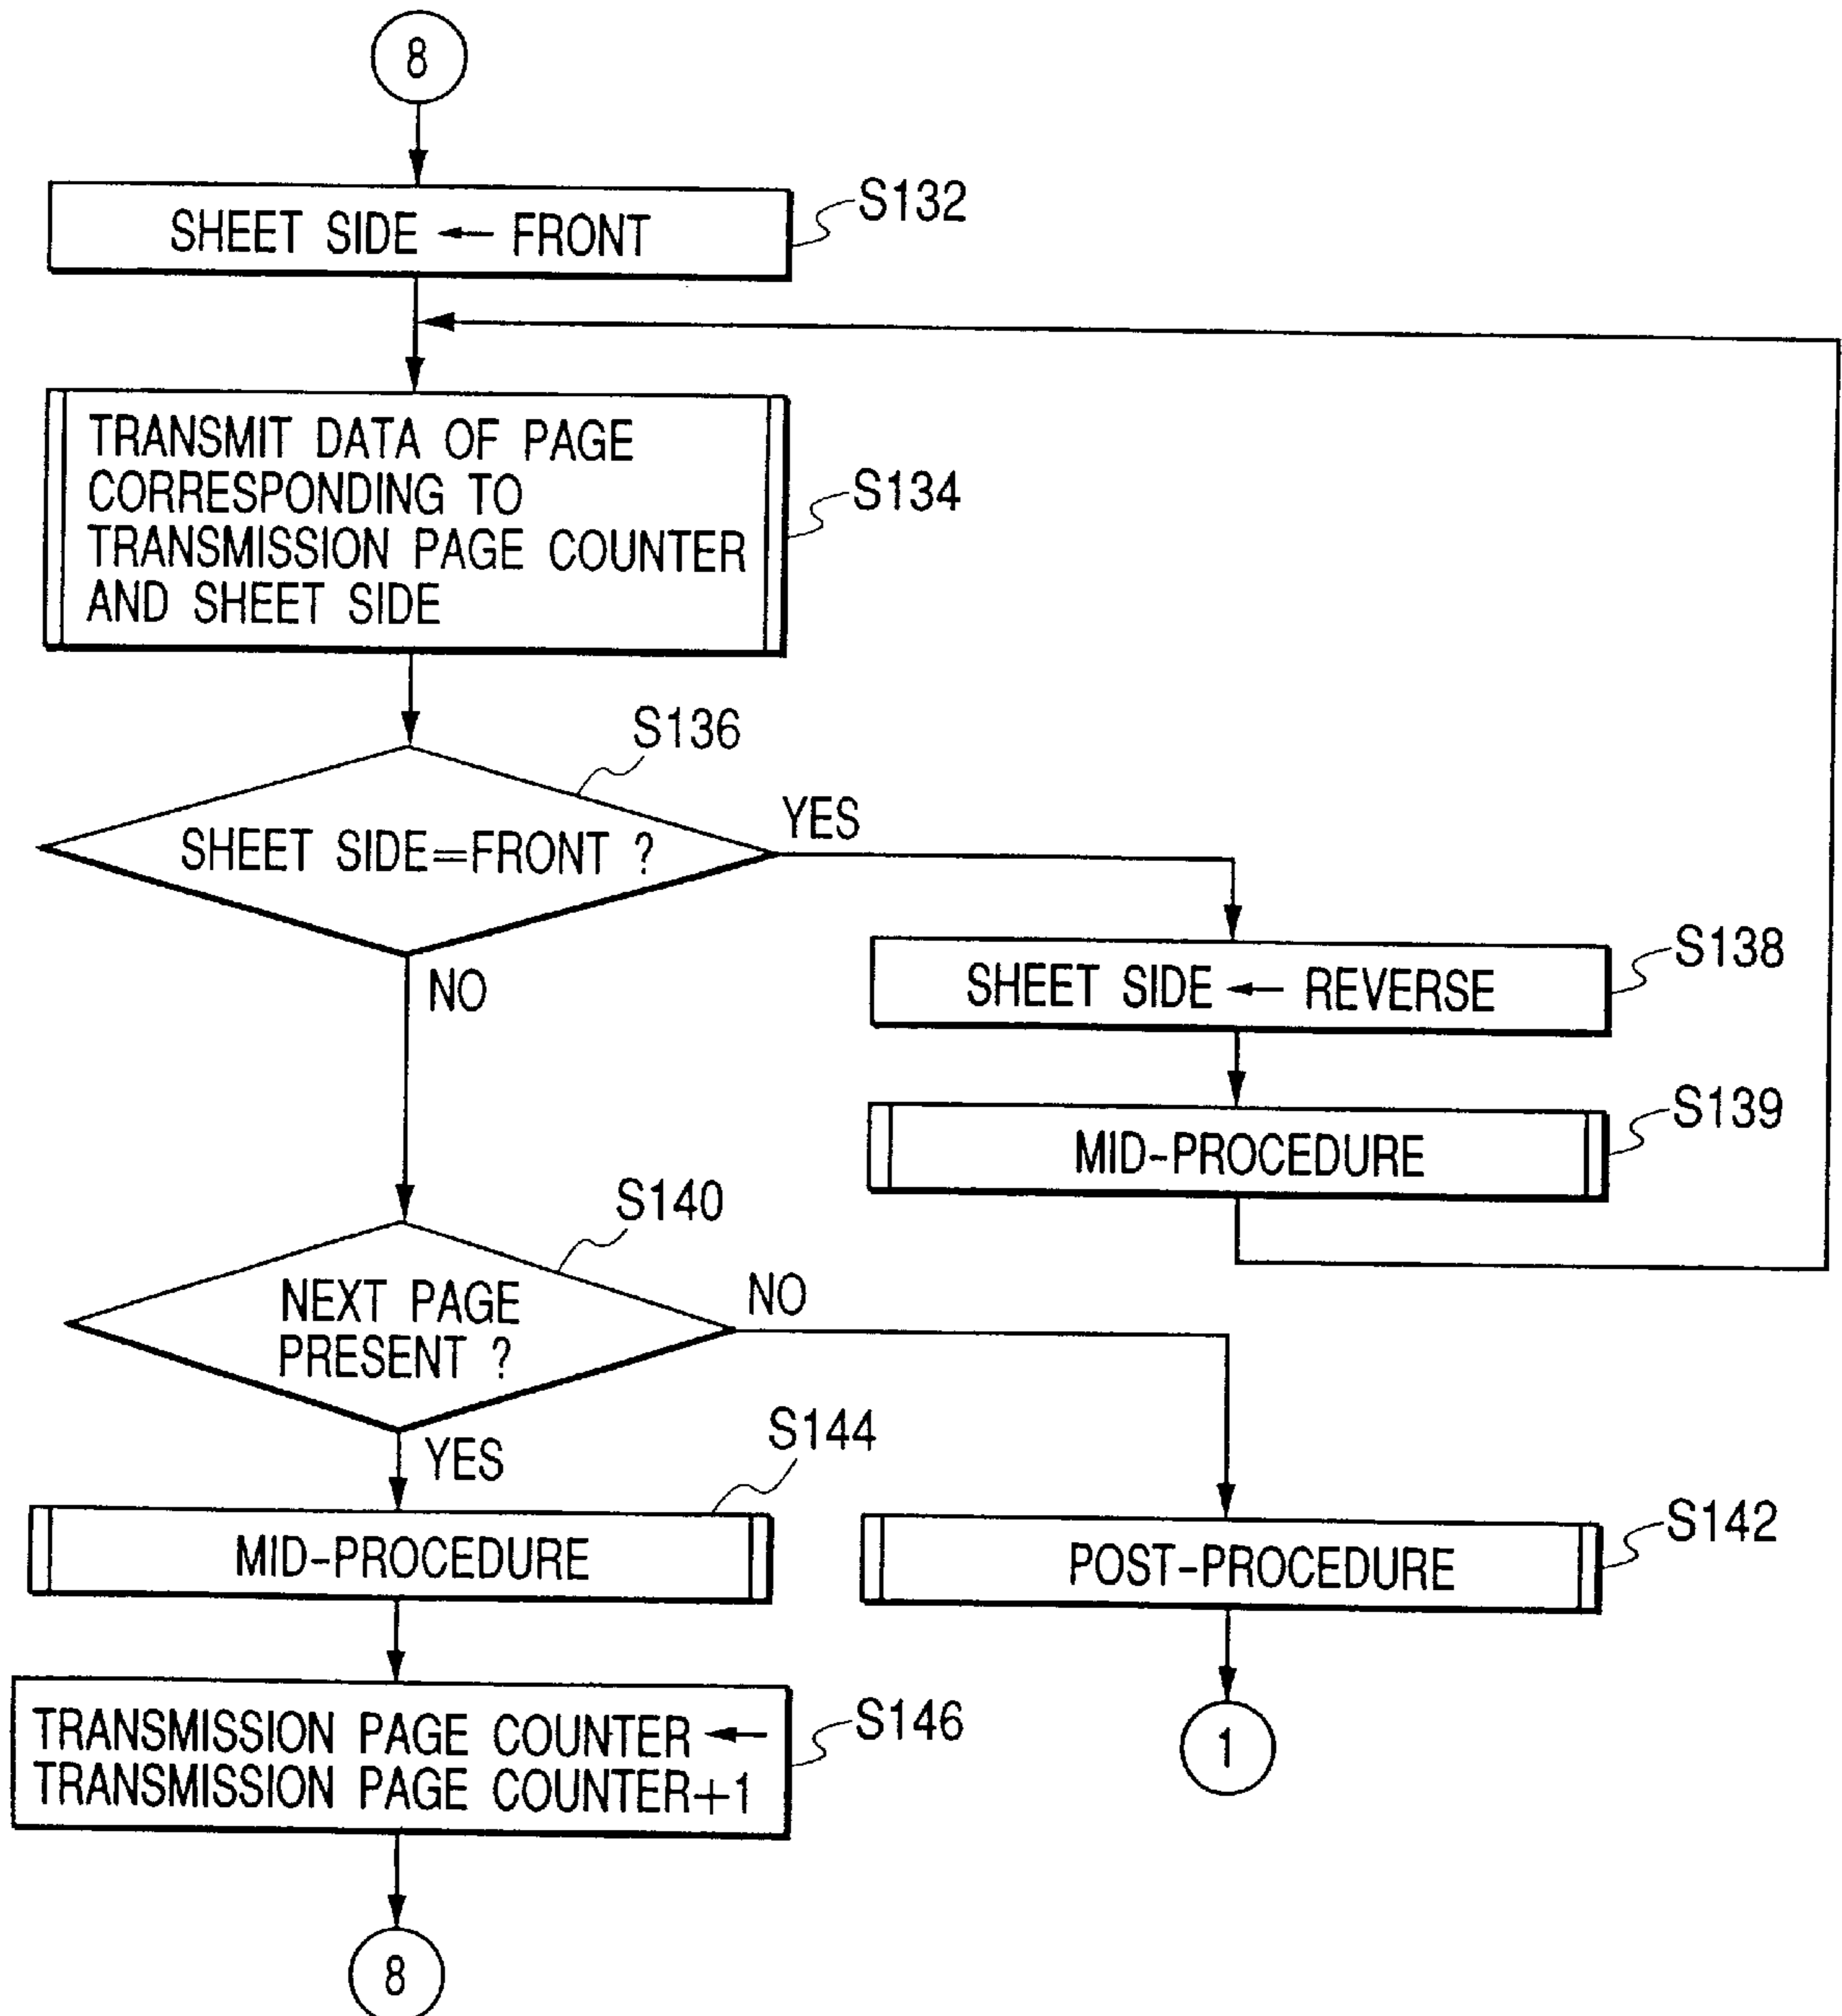 8
SHEET SIDE ← FRONT
S132
TRANSMIT DATA OF PAGE
CORRESPONDING TO
TRANSMISSION PAGE COUNTER
AND SHEET SIDE
S134
S136
SHEET SIDE=FRONT ?
YES
NO
SHEET SIDE ← REVERSE
S138
MID-PROCEDURE
S139
S140
NEXT PAGE
PRESENT ?
NO
YES
S144
MID-PROCEDURE
POST-PROCEDURE
S142
TRANSMISSION PAGE COUNTER ←
TRANSMISSION PAGE COUNTER+1
S146
1
8